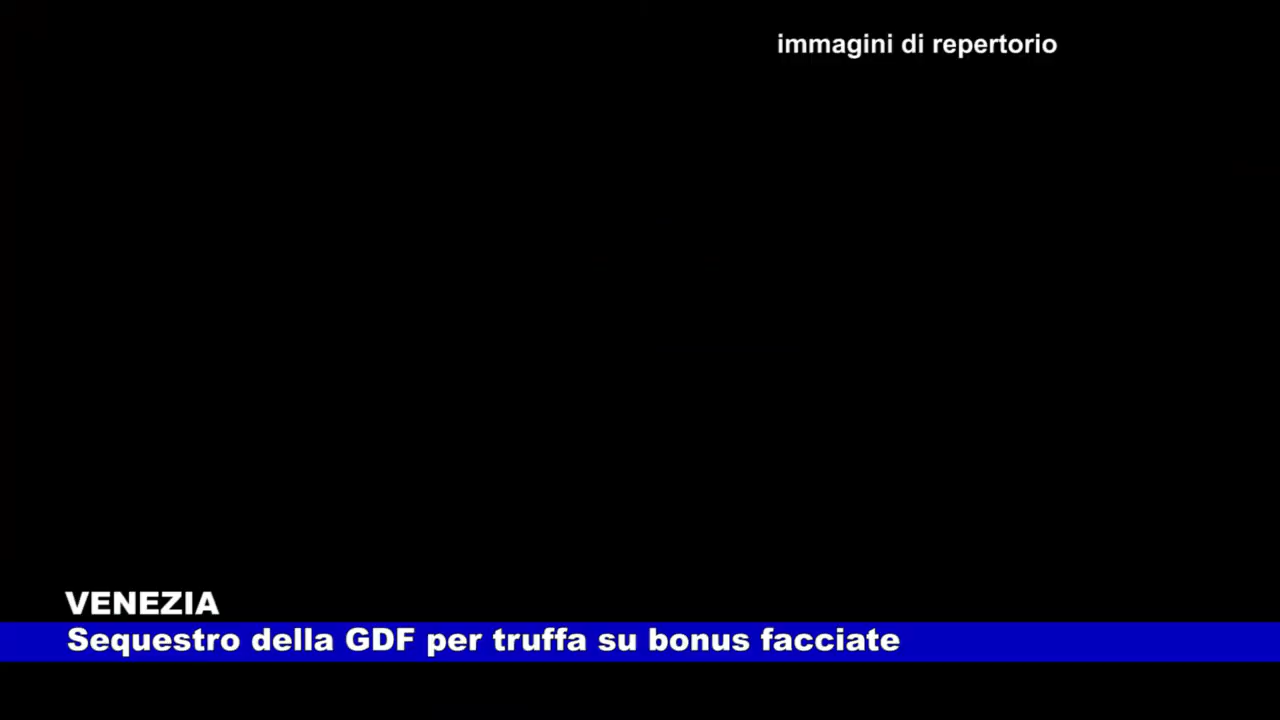 immagini di repertorio
VENEZIA
Sequestro della GDF per truffa su bonus facciate